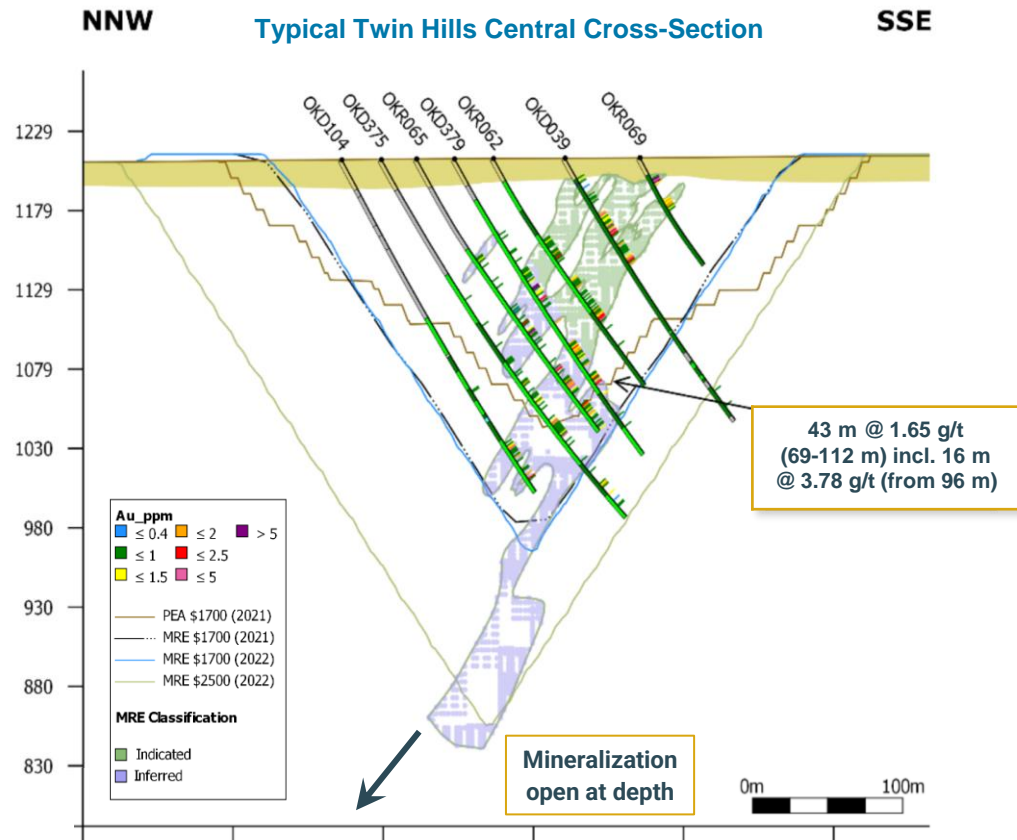 NNW
Typical Twin Hills Central Cross-Section
SSE
OKD104
OKD375
OKR065
OKD379
OKR062
OKD039
OKR069
1229
1179
1129
1079
1030
980
930
880
830
43 m @ 1.65 g/t
(69-112 m) incl. 16 m
@ 3.78 g/t (from 96 m)
Au_ppm
≤ 0.4 ≤ 2 > 5
≤ 1 ≤ 2.5
≤ 1.5 ≤ 5
PEA $1700 (2021)
MRE $1700 (2021)
MRE $1700 (2022)
MRE $2500 (2022)
MRE Classification
Indicated
Inferred
Mineralization
open at depth
0m 100m